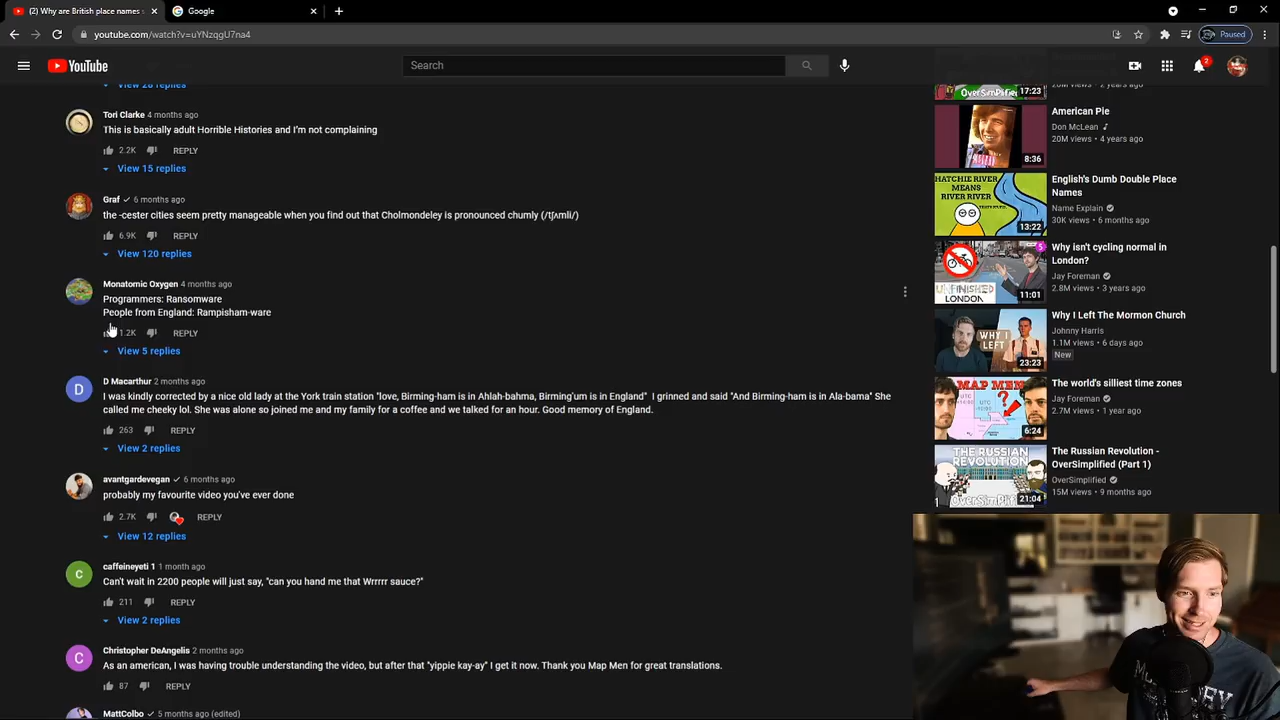 (2) Why are British place names s
Google
youtube.com/watch?v=uYNzqgU7na4
Paused
YouTube
Search
2
View 28 replies
Tori Clarke 4 months ago
This is basically adult Horrible Histories and I'm not complaining
2.2K REPLY
View 15 replies
Graf 6 months ago
the -cester cities seem pretty manageable when you find out that Cholmondeley is pronounced chumly (/tʃʌmli/)
6.9K REPLY
View 120 replies
Monatomic Oxygen 4 months ago
Programmers: Ransomware
People from England: Rampisham-ware
1.2K REPLY
View 5 replies
D
D Macarthur 2 months ago
I was kindly corrected by a nice old lady at the York train station "love, Birming-ham is in Ahlah-bahma, Birming'um is in England" I grinned and said "And Birming-ham is in Ala-bama" She
called me cheeky lol. She was alone so joined me and my family for a coffee and we talked for an hour. Good memory of England.
263 REPLY
View 2 replies
avantgardevegan 6 months ago
probably my favourite video you've ever done
2.7K REPLY
View 12 replies
C
caffeineyeti 1 1 month ago
Can't wait in 2200 people will just say, "can you hand me that Wrrrrr sauce?"
211 REPLY
View 2 replies
C
Christopher DeAngelis 2 months ago
As an american, I was having trouble understanding the video, but after that "yippie kay-ay" I get it now. Thank you Map Men for great translations.
87 REPLY
MattColbo 5 months ago (edited)
OverSimplified
17:23
American Pie
Don McLean
20M views • 4 years ago
8:36
HATCHIE RIVER
MEANS
RIVER RIVER
13:22
English's Dumb Double Place
Names
Name Explain
30K views • 6 months ago
UNFINISHED
LONDON
5
11:01
Why isn't cycling normal in
London?
Jay Foreman
2.8M views • 3 years ago
WHY I
LEFT
23:23
Why I Left The Mormon Church
Johnny Harris
1.1M views • 6 days ago
New
MAP MEN
UTC
6:24
The world's silliest time zones
Jay Foreman
2.7M views • 1 year ago
THE RUSSIAN
REVOLUTION
OverSimplified
21:04
The Russian Revolution -
OverSimplified (Part 1)
OverSimplified
15M views • 9 months ago